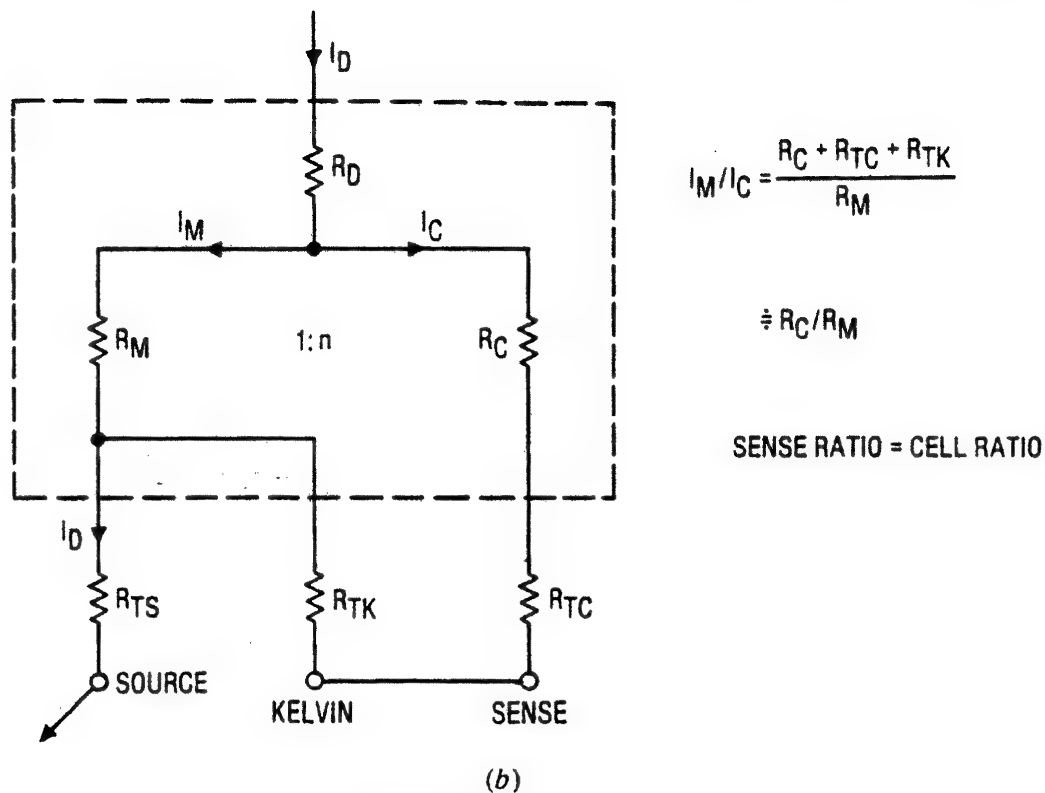 I_D
R_D
I_M/I_C = (R_C + R_TC + R_TK) / R_M
I_M
I_C
R_M
1:n
R_C
≑ R_C/R_M
SENSE RATIO = CELL RATIO
I_D
R_TS
R_TK
R_TC
SOURCE
KELVIN
SENSE
(b)